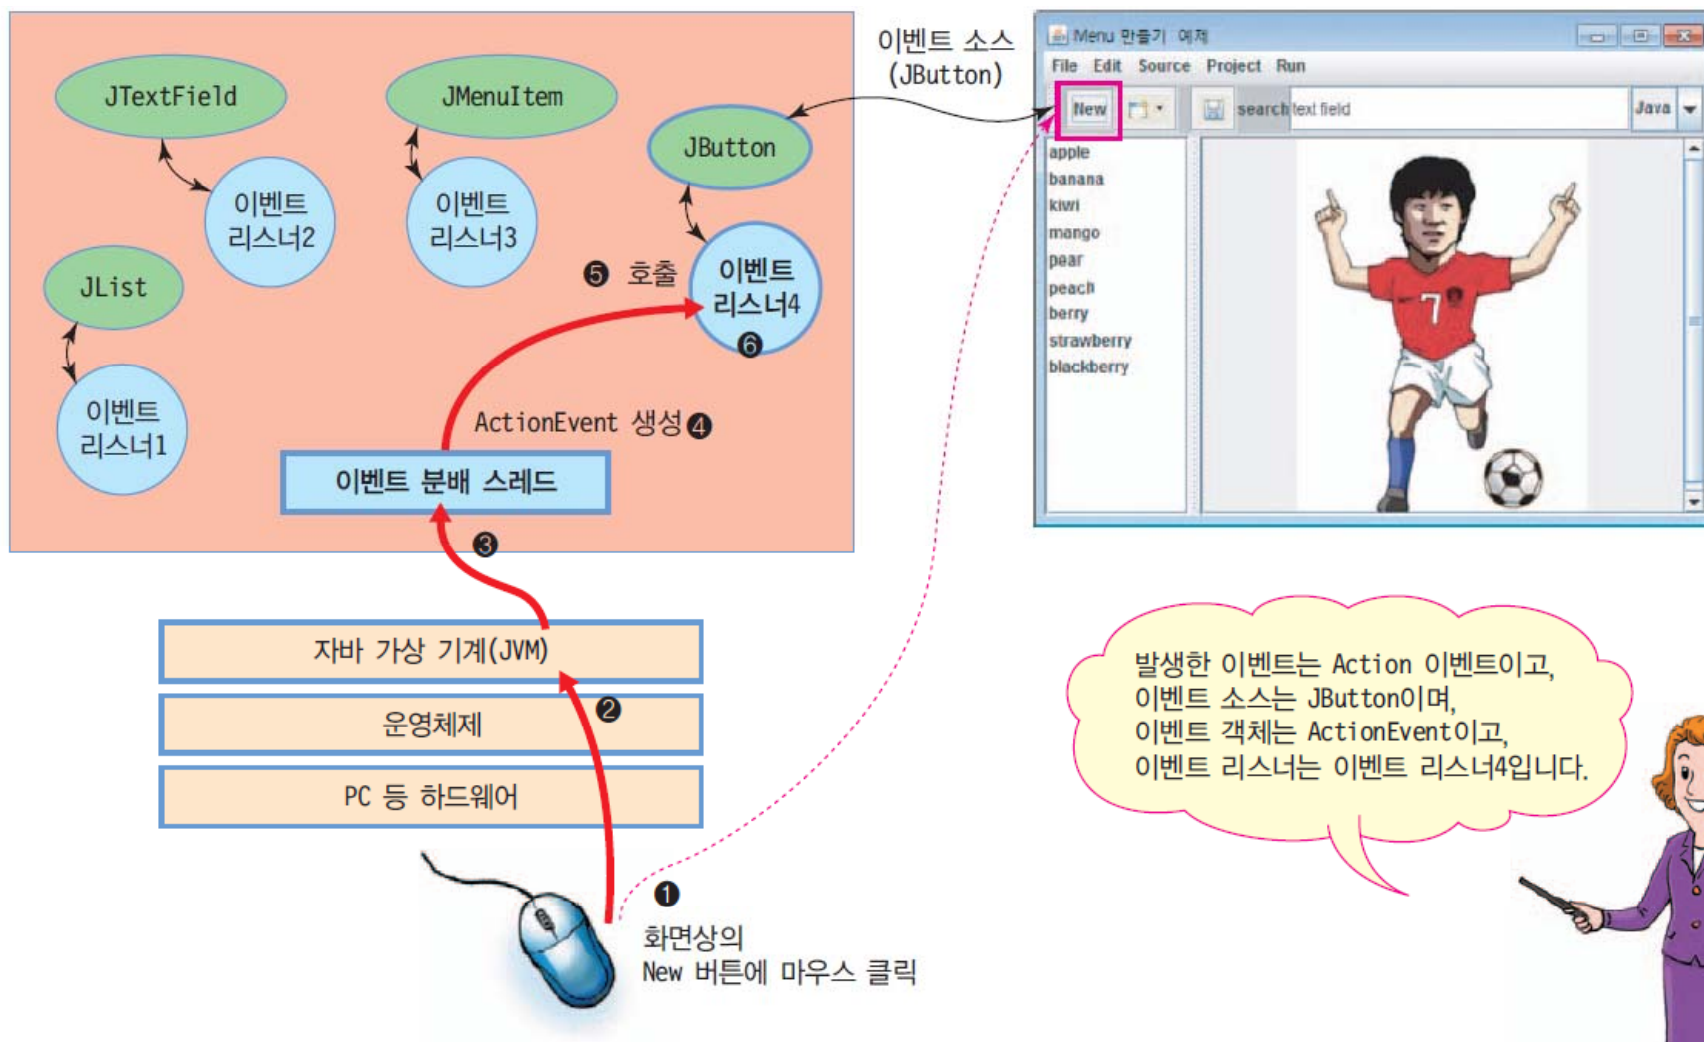 JTextField
JMenuItem
JButton
이벤트
리스너2
이벤트
리스너3
JList
❺ 호출
이벤트
리스너4
❻
이벤트
리스너1
ActionEvent 생성❹
이벤트 분배 스레드
❸
자바 가상 기계(JVM)
❷
운영체제
PC 등 하드웨어
❶
화면상의
New 버튼에 마우스 클릭
이벤트 소스
(JButton)
Menu 만들기 예제
File Edit Source Project Run
New search text field Java
apple
banana
kiwi
mango
pear
peach
berry
strawberry
blackberry
7
발생한 이벤트는 Action 이벤트이고,
이벤트 소스는 JButton이며,
이벤트 객체는 ActionEvent이고,
이벤트 리스너는 이벤트 리스너4입니다.